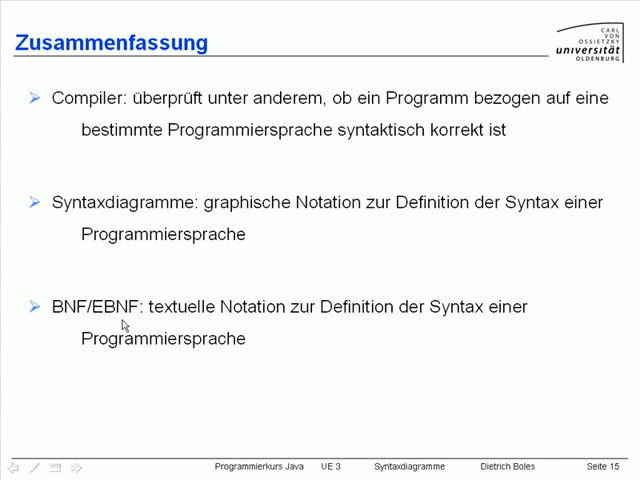 Zusammenfassung
CARL
VON
OSSIETZKY
universität
OLDENBURG
Compiler: überprüft unter anderem, ob ein Programm bezogen auf eine
bestimmte Programmiersprache syntaktisch korrekt ist
Syntaxdiagramme: graphische Notation zur Definition der Syntax einer
Programmiersprache
BNF/EBNF: textuelle Notation zur Definition der Syntax einer
Programmiersprache
Programmierkurs Java UE 3 Syntaxdiagramme Dietrich Boles Seite 15